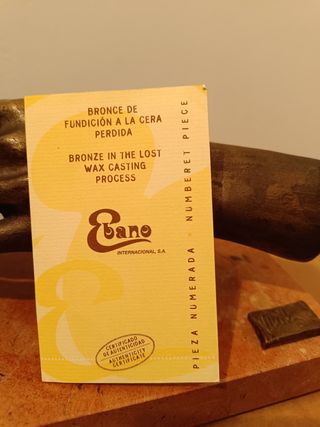 BRONCE DE
FUNDICIÓN A LA CERA
PERDIDA
BRONZE IN THE LOST
WAX CASTING
PROCESS
Ebano
INTERNACIONAL, S.A.
CERTIFICADO
DE AUTENTICIDAD
AUTHENTICITY
CERTIFICATE
PIEZA NUMERADA - NUMBERET PIECE